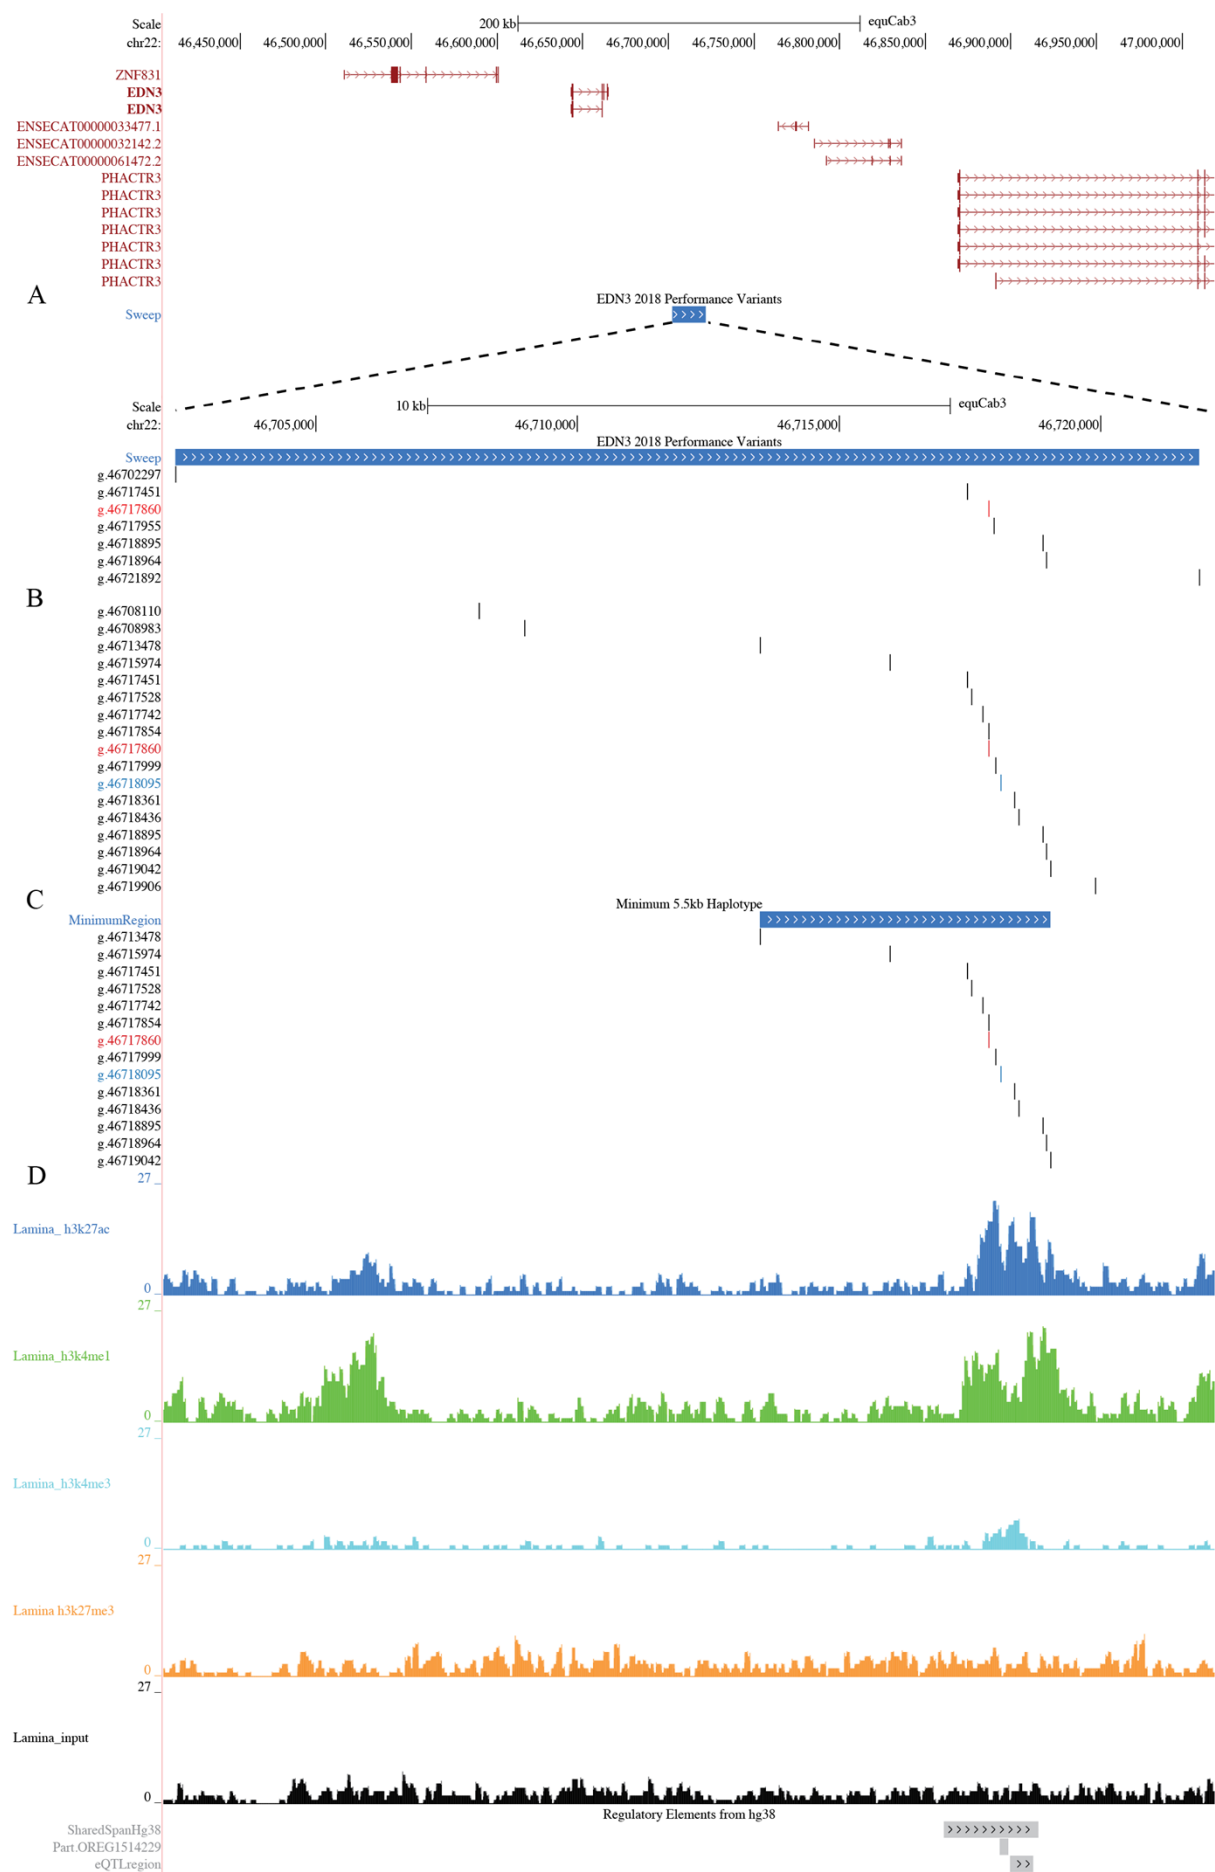 Scale 200 kb equCab3
chr22: 46,450,000 46,500,000 46,550,000 46,600,000 46,650,000 46,700,000 46,750,000 46,800,000 46,850,000 46,900,000 46,950,000 47,000,000
ZNF831
EDN3
EDN3
ENSECAT00000033477.1
ENSECAT00000032142.2
ENSECAT00000061472.2
PHACTR3
PHACTR3
PHACTR3
PHACTR3
PHACTR3
PHACTR3
PHACTR3
A
EDN3 2018 Performance Variants
Sweep
Scale 10 kb equCab3
chr22: 46,705,000 46,710,000 46,715,000 46,720,000
EDN3 2018 Performance Variants
Sweep
g.46702297
g.46717451
g.46717860
g.46717955
g.46718895
g.46718964
g.46721892
B
g.46708110
g.46708983
g.46713478
g.46715974
g.46717451
g.46717528
g.46717742
g.46717854
g.46717860
g.46717999
g.46718095
g.46718361
g.46718436
g.46718895
g.46718964
g.46719042
g.46719906
C
Minimum 5.5kb Haplotype
MinimumRegion
g.46713478
g.46715974
g.46717451
g.46717528
g.46717742
g.46717854
g.46717860
g.46717999
g.46718095
g.46718361
g.46718436
g.46718895
g.46718964
g.46719042
D
27 _
Lamina_ h3k27ac
0 _
27 _
Lamina_h3k4me1
0 _
27 _
Lamina_h3k4me3
0 _
27 _
Lamina h3k27me3
0 _
27 _
Lamina_input
0 _
Regulatory Elements from hg38
SharedSpanHg38
Part.OREG1514229
eQTLregion